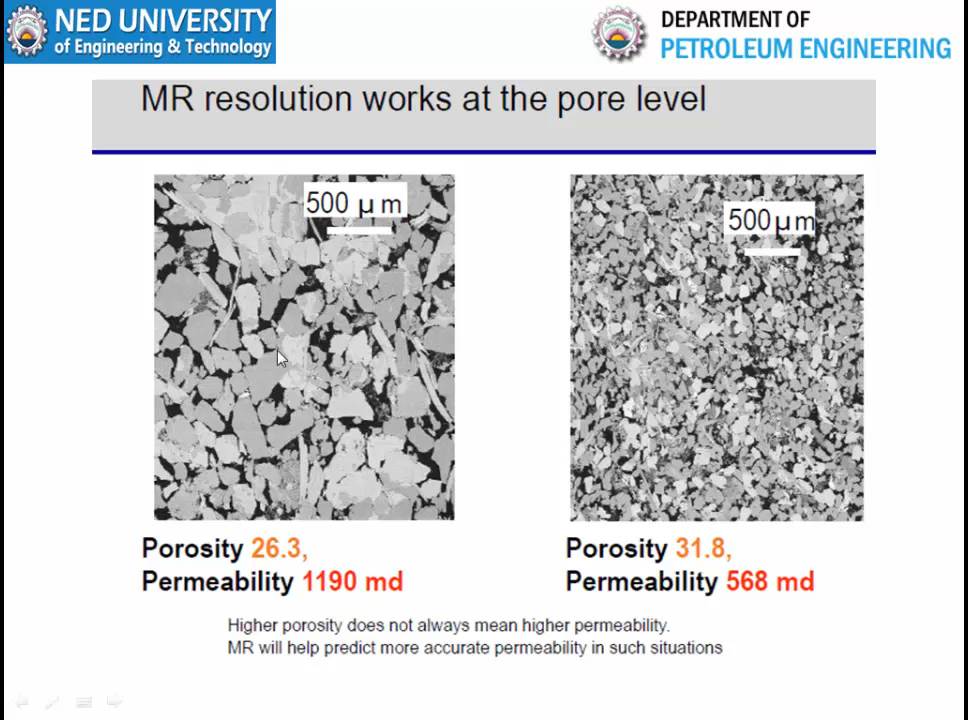 NED UNIVERSITY
of Engineering & Technology
DEPARTMENT OF
PETROLEUM ENGINEERING
MR resolution works at the pore level
500 µ m
500 µm
Porosity 26.3,
Permeability 1190 md
Porosity 31.8,
Permeability 568 md
Higher porosity does not always mean higher permeability.
MR will help predict more accurate permeability in such situations